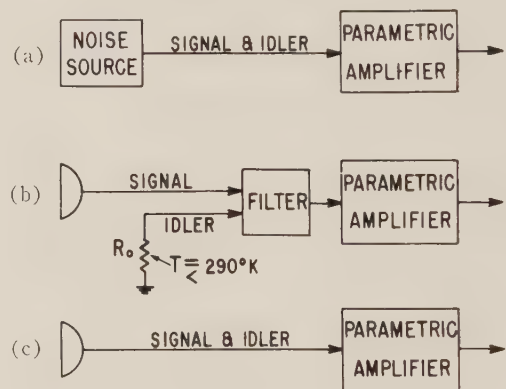 (a)
NOISE
SOURCE
SIGNAL & IDLER
PARAMETRIC
AMPLIFIER
(b)
SIGNAL
IDLER
FILTER
PARAMETRIC
AMPLIFIER
R₀
T ≦ 290°K
(c)
SIGNAL & IDLER
PARAMETRIC
AMPLIFIER